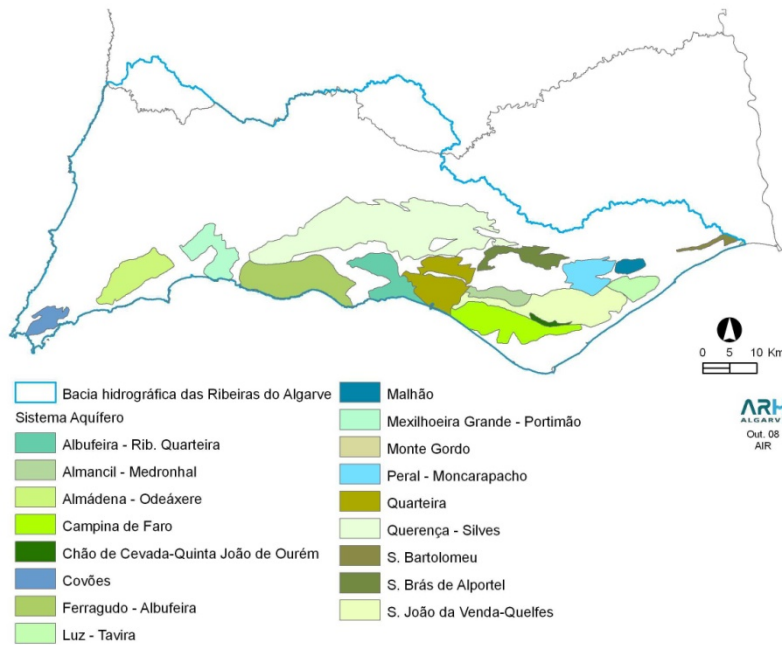 0 5 10 Km
Bacia hidrográfica das Ribeiras do Algarve
Sistema Aquífero
Albufeira - Rib. Quarteira
Almancil - Medronhal
Almádena - Odeáxere
Campina de Faro
Chão de Cevada-Quinta João de Ourém
Covões
Ferragudo - Albufeira
Luz - Tavira
Malhão
Mexilhoeira Grande - Portimão
Monte Gordo
Peral - Moncarapacho
Quarteira
Querença - Silves
S. Bartolomeu
S. Brás de Alportel
S. João da Venda-Quelfes
ARH
ALGARV
Out. 08
AIR